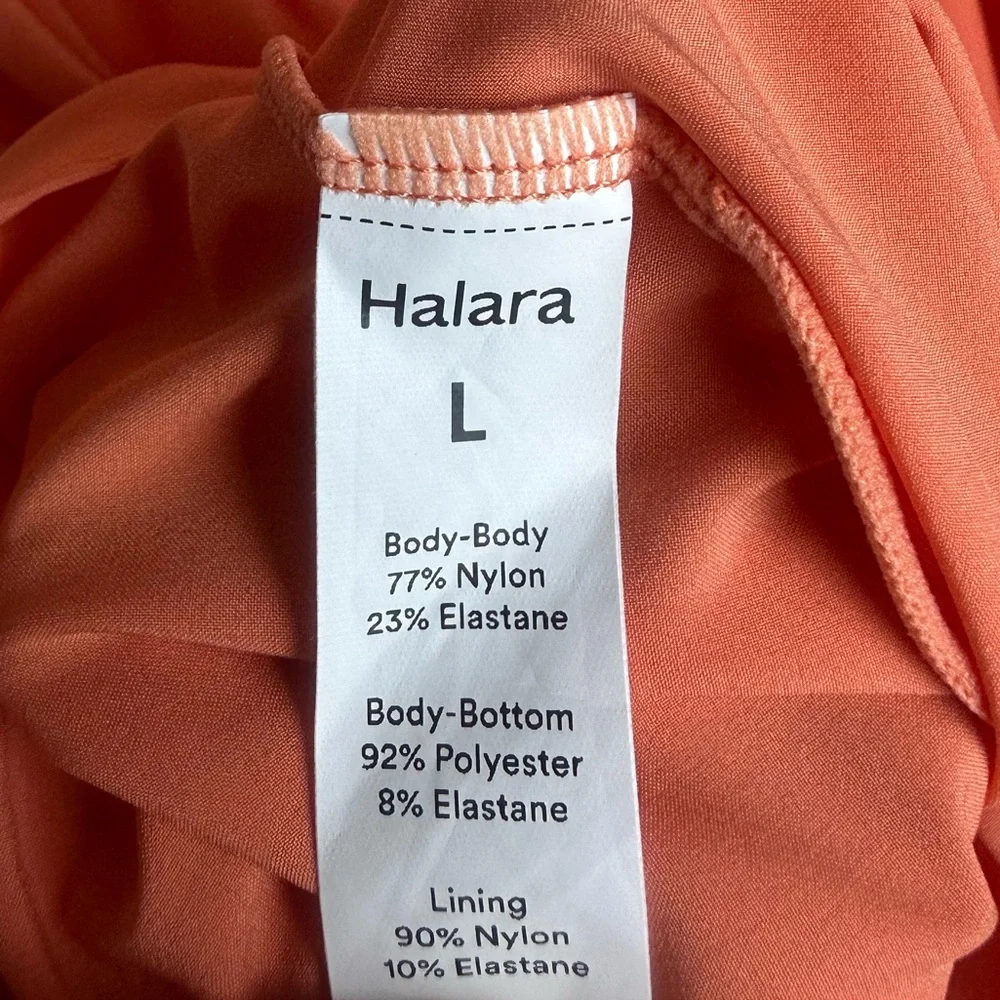 Halara
L
Body-Body
77% Nylon
23% Elastane
Body-Bottom
92% Polyester
8% Elastane
Lining
90% Nylon
10% Elastane